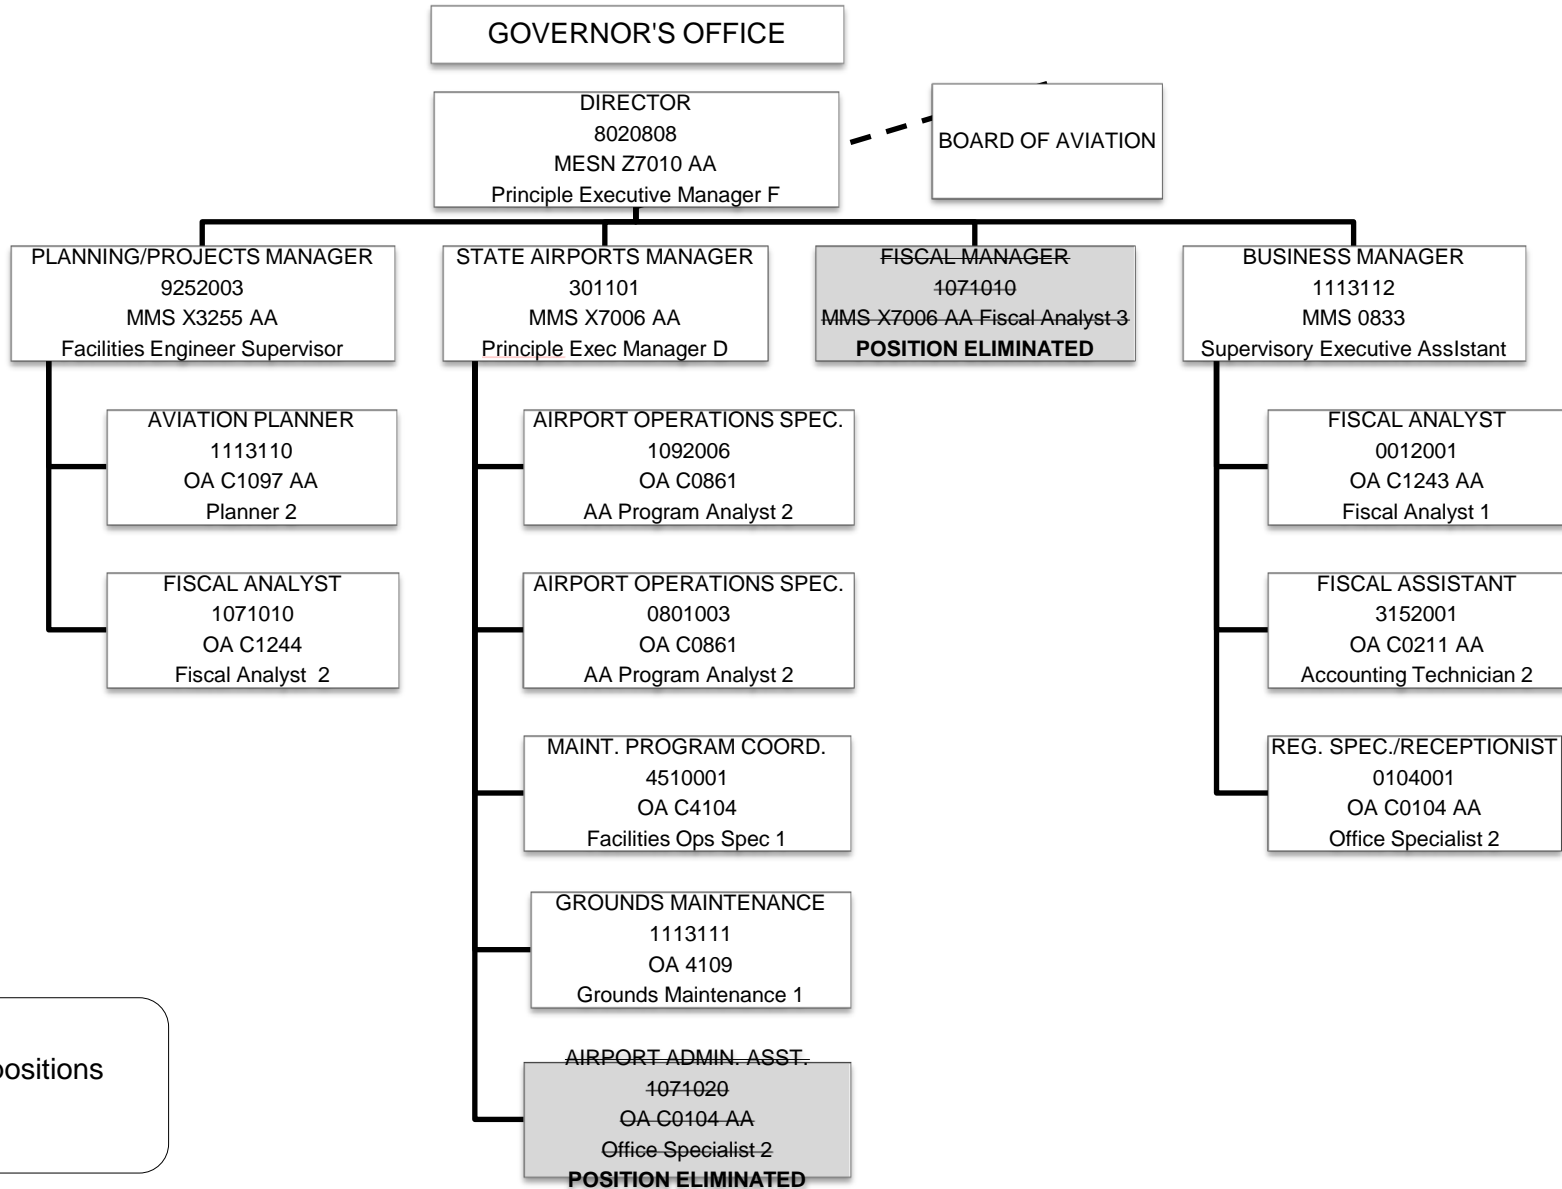 GOVERNOR'S OFFICE
DIRECTOR
8020808
MESN Z7010 AA
Principle Executive Manager F
BOARD OF AVIATION
PLANNING/PROJECTS MANAGER
9252003
MMS X3255 AA
Facilities Engineer Supervisor
STATE AIRPORTS MANAGER
301101
MMS X7006 AA
Principle Exec Manager D
FISCAL MANAGER
1071010
MMS X7006 AA Fiscal Analyst 3
POSITION ELIMINATED
BUSINESS MANAGER
1113112
MMS 0833
Supervisory Executive AssIstant
AVIATION PLANNER
1113110
OA C1097 AA
Planner 2
FISCAL ANALYST
1071010
OA C1244
Fiscal Analyst 2
AIRPORT OPERATIONS SPEC.
1092006
OA C0861
AA Program Analyst 2
AIRPORT OPERATIONS SPEC.
0801003
OA C0861
AA Program Analyst 2
MAINT. PROGRAM COORD.
4510001
OA C4104
Facilities Ops Spec 1
GROUNDS MAINTENANCE
1113111
OA 4109
Grounds Maintenance 1
AIRPORT ADMIN. ASST.
1071020
OA C0104 AA
Office Specialist 2
POSITION ELIMINATED
FISCAL ANALYST
0012001
OA C1243 AA
Fiscal Analyst 1
FISCAL ASSISTANT
3152001
OA C0211 AA
Accounting Technician 2
REG. SPEC./RECEPTIONIST
0104001
OA C0104 AA
Office Specialist 2
positions